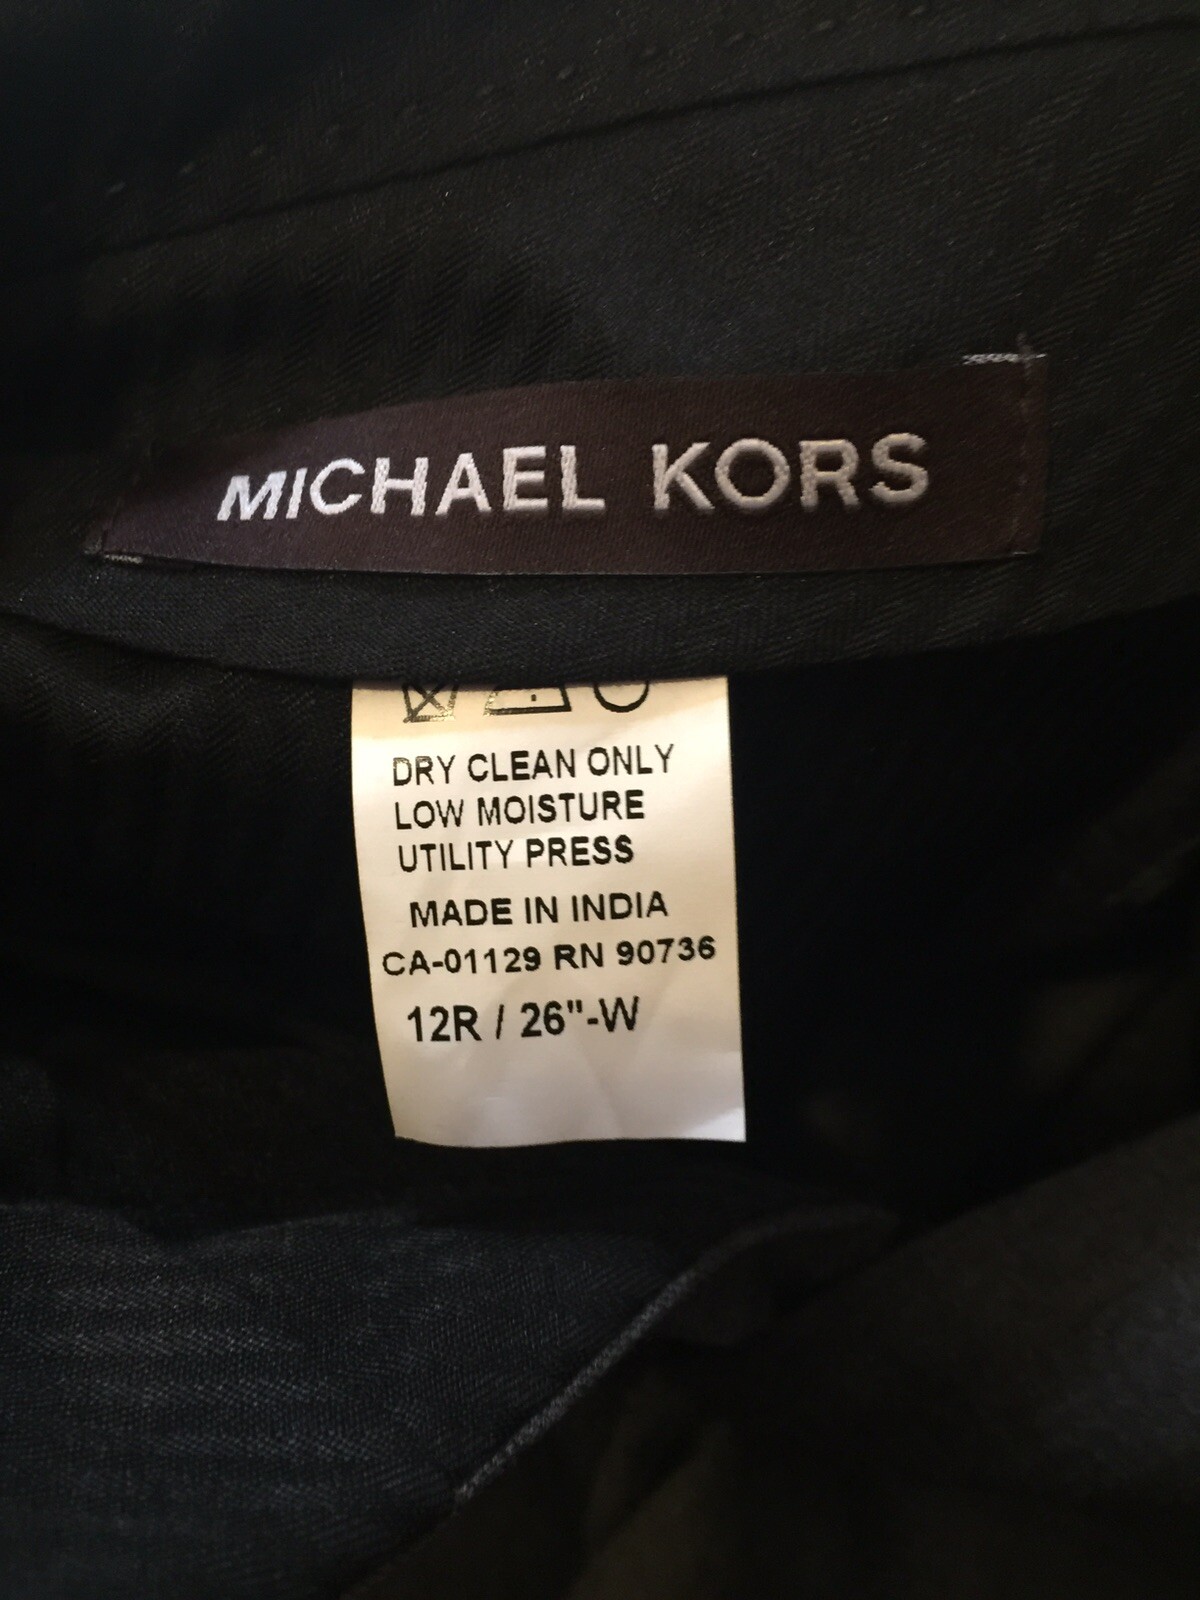 MICHAEL KORS
DRY CLEAN ONLY
LOW MOISTURE
UTILITY PRESS
MADE IN INDIA
CA-01129 RN 90736
12R / 26"-W